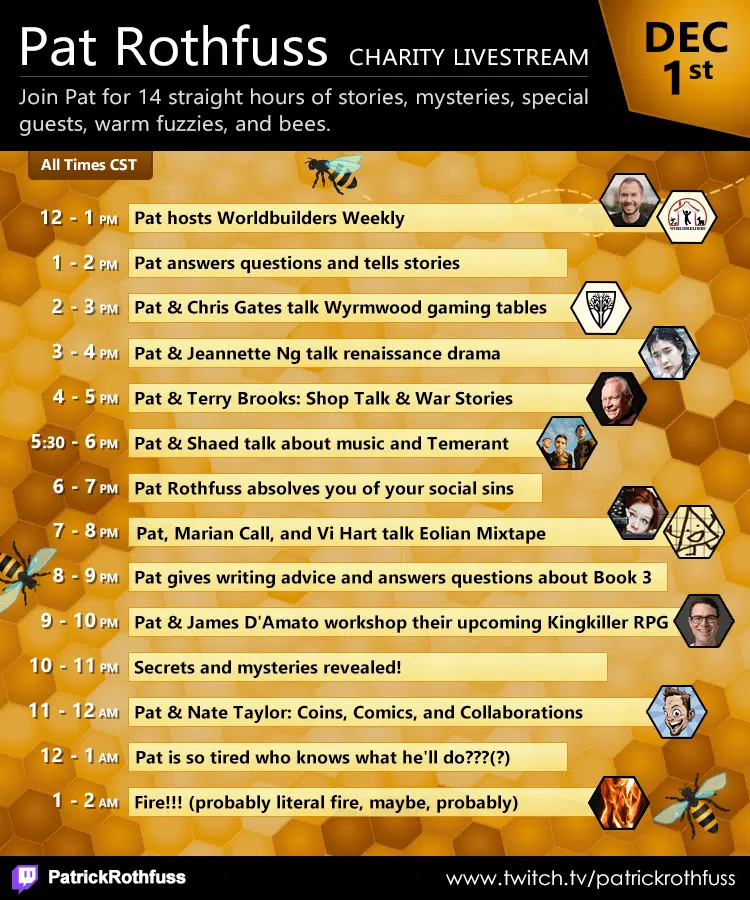 Pat Rothfuss CHARITY LIVESTREAM
DEC
1st
Join Pat for 14 straight hours of stories, mysteries, special
guests, warm fuzzies, and bees.
All Times CST
12 - 1 PM Pat hosts Worldbuilders Weekly
WORLDBUILDERS
1 - 2 PM Pat answers questions and tells stories
2 - 3 PM Pat & Chris Gates talk Wyrmwood gaming tables
3 - 4 PM Pat & Jeannette Ng talk renaissance drama
4 - 5 PM Pat & Terry Brooks: Shop Talk & War Stories
5:30 - 6 PM Pat & Shaed talk about music and Temerant
6 - 7 PM Pat Rothfuss absolves you of your social sins
7 - 8 PM Pat, Marian Call, and Vi Hart talk Eolian Mixtape
8 - 9 PM Pat gives writing advice and answers questions about Book 3
9 - 10 PM Pat & James D'Amato workshop their upcoming Kingkiller RPG
10 - 11 PM Secrets and mysteries revealed!
11 - 12 AM Pat & Nate Taylor: Coins, Comics, and Collaborations
12 - 1 AM Pat is so tired who knows what he'll do???(?)
1 - 2 AM Fire!!! (probably literal fire, maybe, probably)
PatrickRothfuss
www.twitch.tv/patrickrothfuss